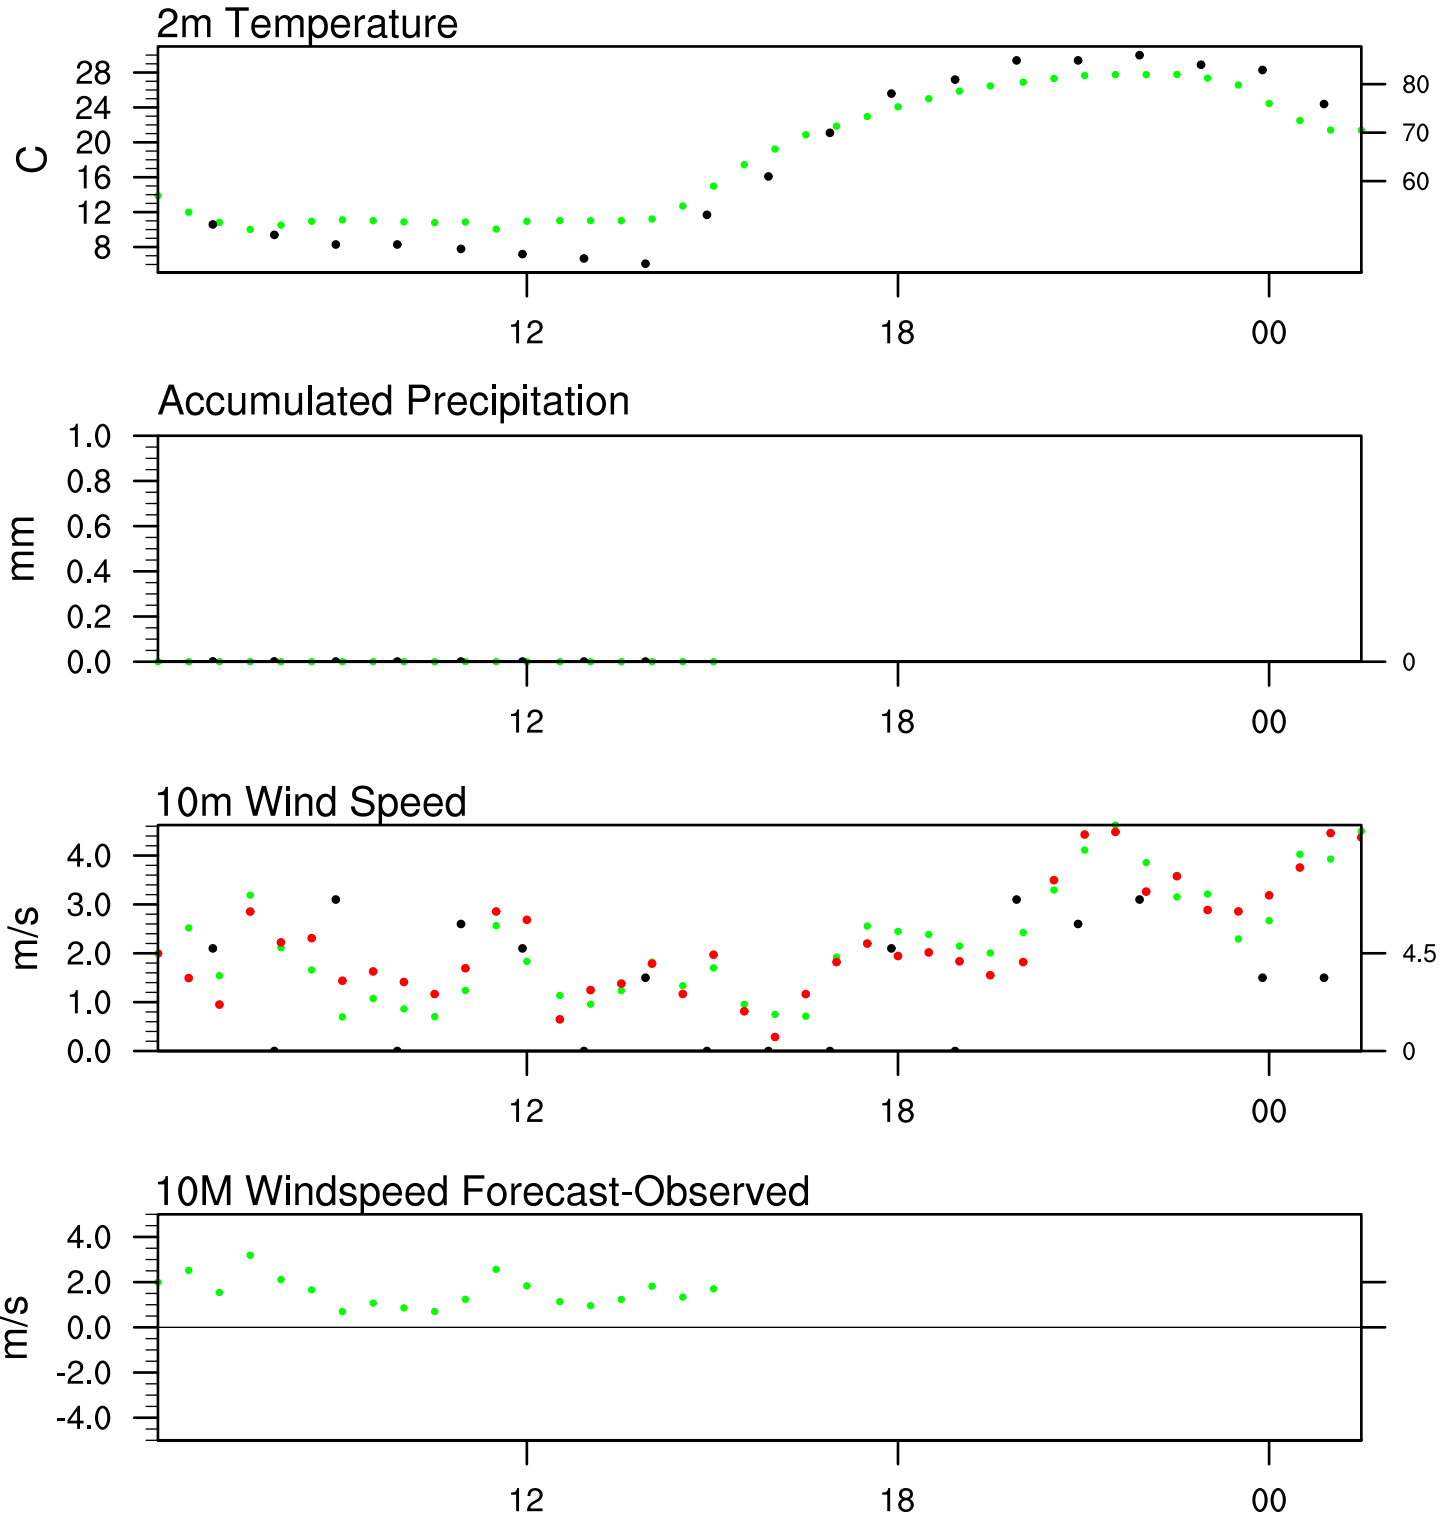 2m Temperature
28
24
20
16
12
8
C
80
70
60
12 18 00
Accumulated Precipitation
1.0
0.8
0.6
0.4
0.2
0.0
mm
0
12 18 00
10m Wind Speed
4.0
3.0
2.0
1.0
0.0
m/s
4.5
0
12 18 00
10M Windspeed Forecast-Observed
4.0
2.0
0.0
-2.0
-4.0
m/s
12 18 00